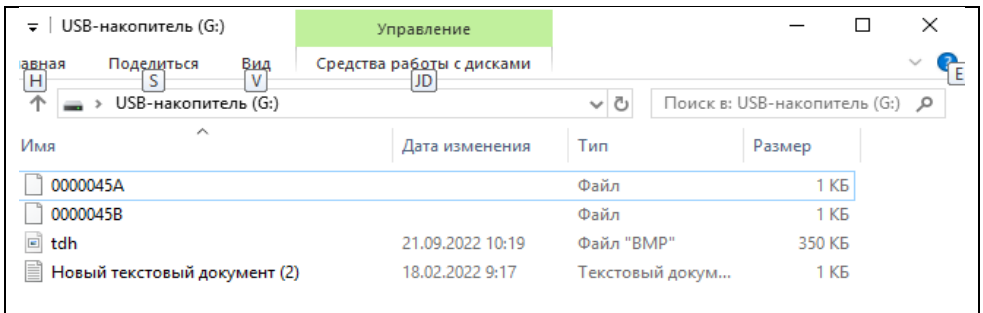 USB-накопитель (G:) Управление
авная Поделиться Вид Средства работы с дисками
H S V JD E
USB-накопитель (G:) Поиск в: USB-накопитель (G:)
Имя Дата изменения Тип Размер
0000045A Файл 1 КБ
0000045B Файл 1 КБ
tdh 21.09.2022 10:19 Файл "BMP" 350 КБ
Новый текстовый документ (2) 18.02.2022 9:17 Текстовый докум... 1 КБ